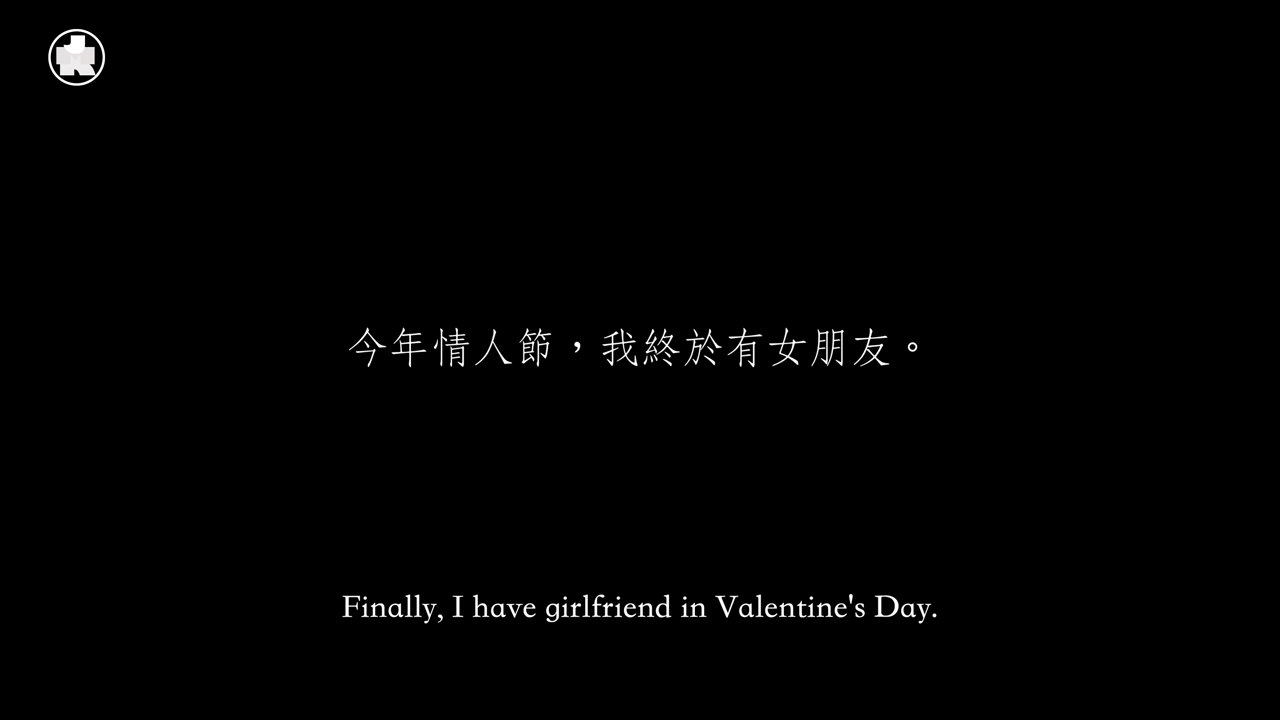 今年情人節，我終於有女朋友。
Finally, I have girlfriend in Valentine's Day.